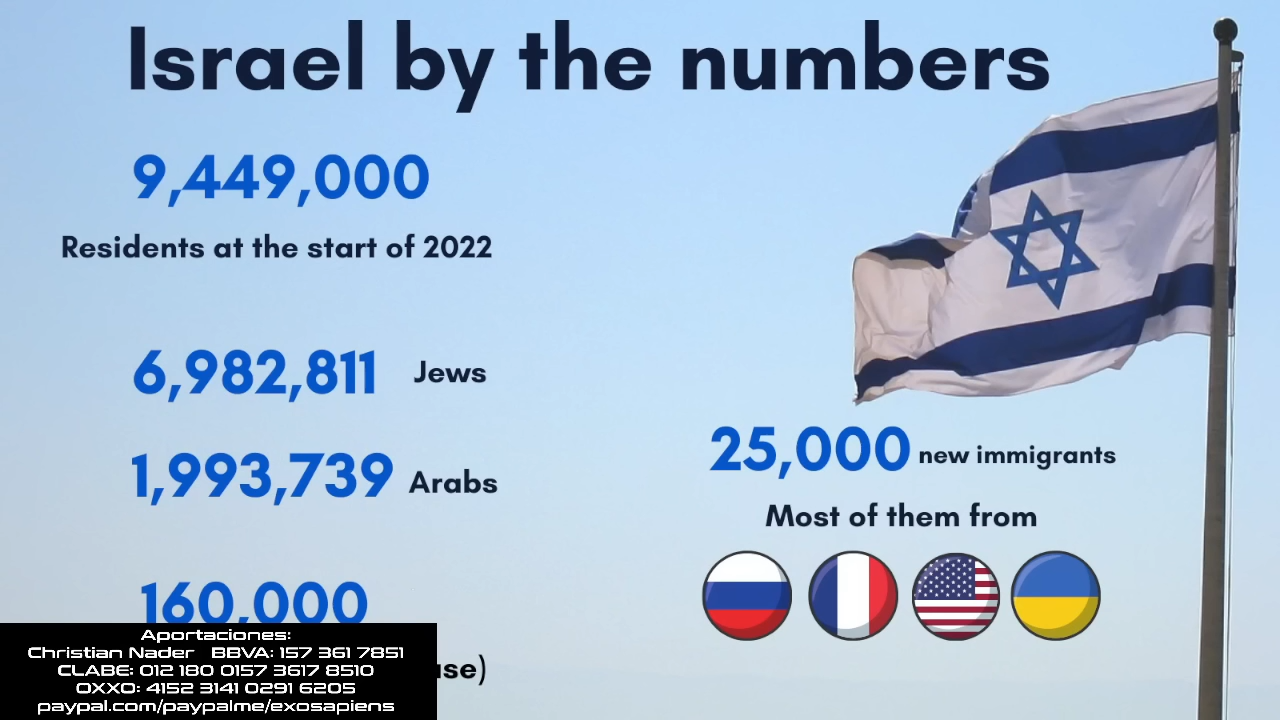 Israel by the numbers
9,449,000
Residents at the start of 2022
6,982,811 Jews
1,993,739 Arabs
160,000
25,000 new immigrants
Most of them from
Aportaciones:
Christian Nader BBVA: 157 361 7851
CLABE: 012 180 0157 3617 8510
OXXO: 4152 3141 0291 6205
paypal.com/paypalme/exosapiens